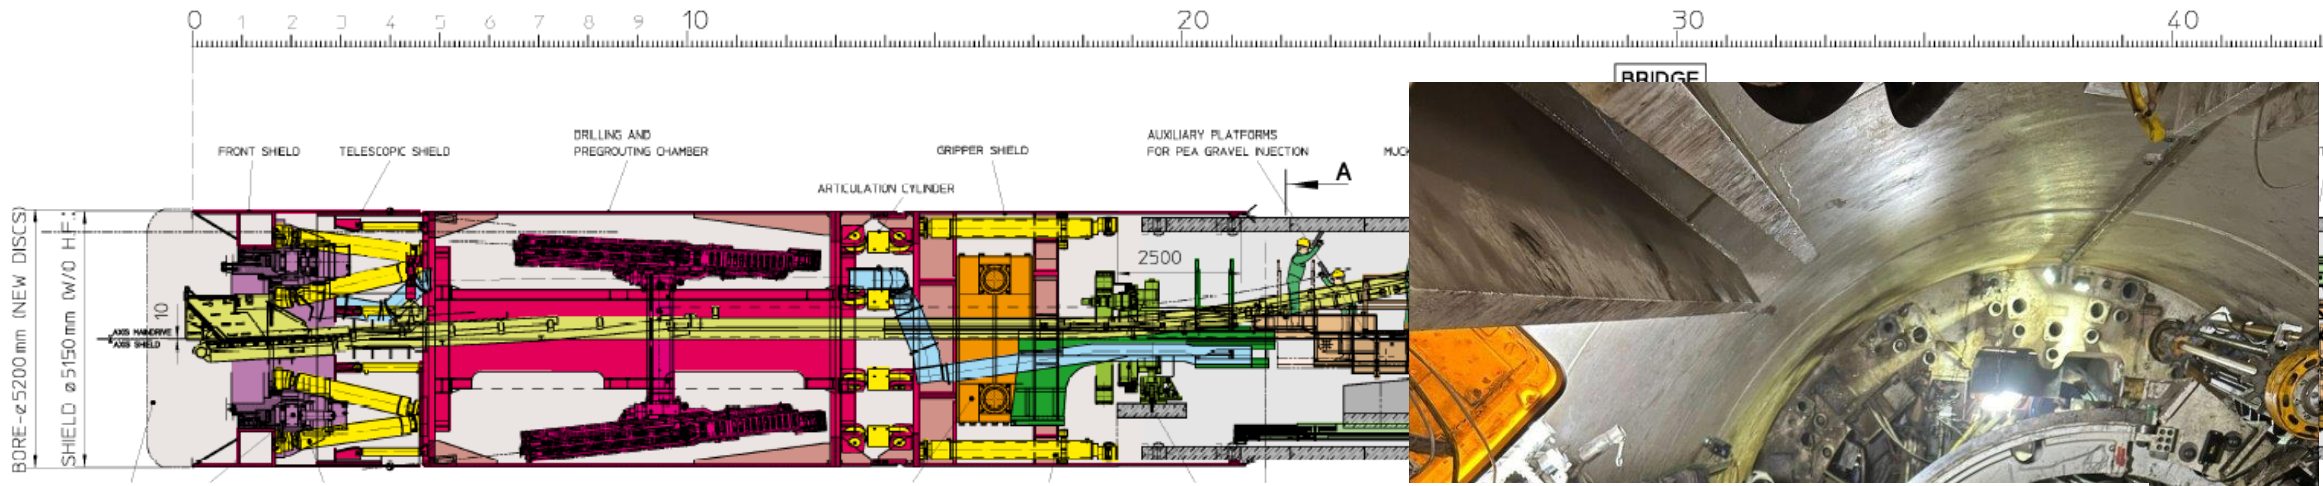 0 1 2 3 4 5 6 7 8 9 10 20 30 40
BRIDGE
DRILLING AND
PREGROUTING CHAMBER
AUXILIARY PLATFORMS
FOR PEA GRAVEL INJECTION
FRONT SHIELD
TELESCOPIC SHIELD
GRIPPER SHIELD
MUCK
A
ARTICULATION CYLINDER
2500
10
AXIS MAINDRIVE
AXIS SHIELD
BORE-ø5200mm (NEW DISCS)
SHIELD ø5150mm (W/O H.F.: